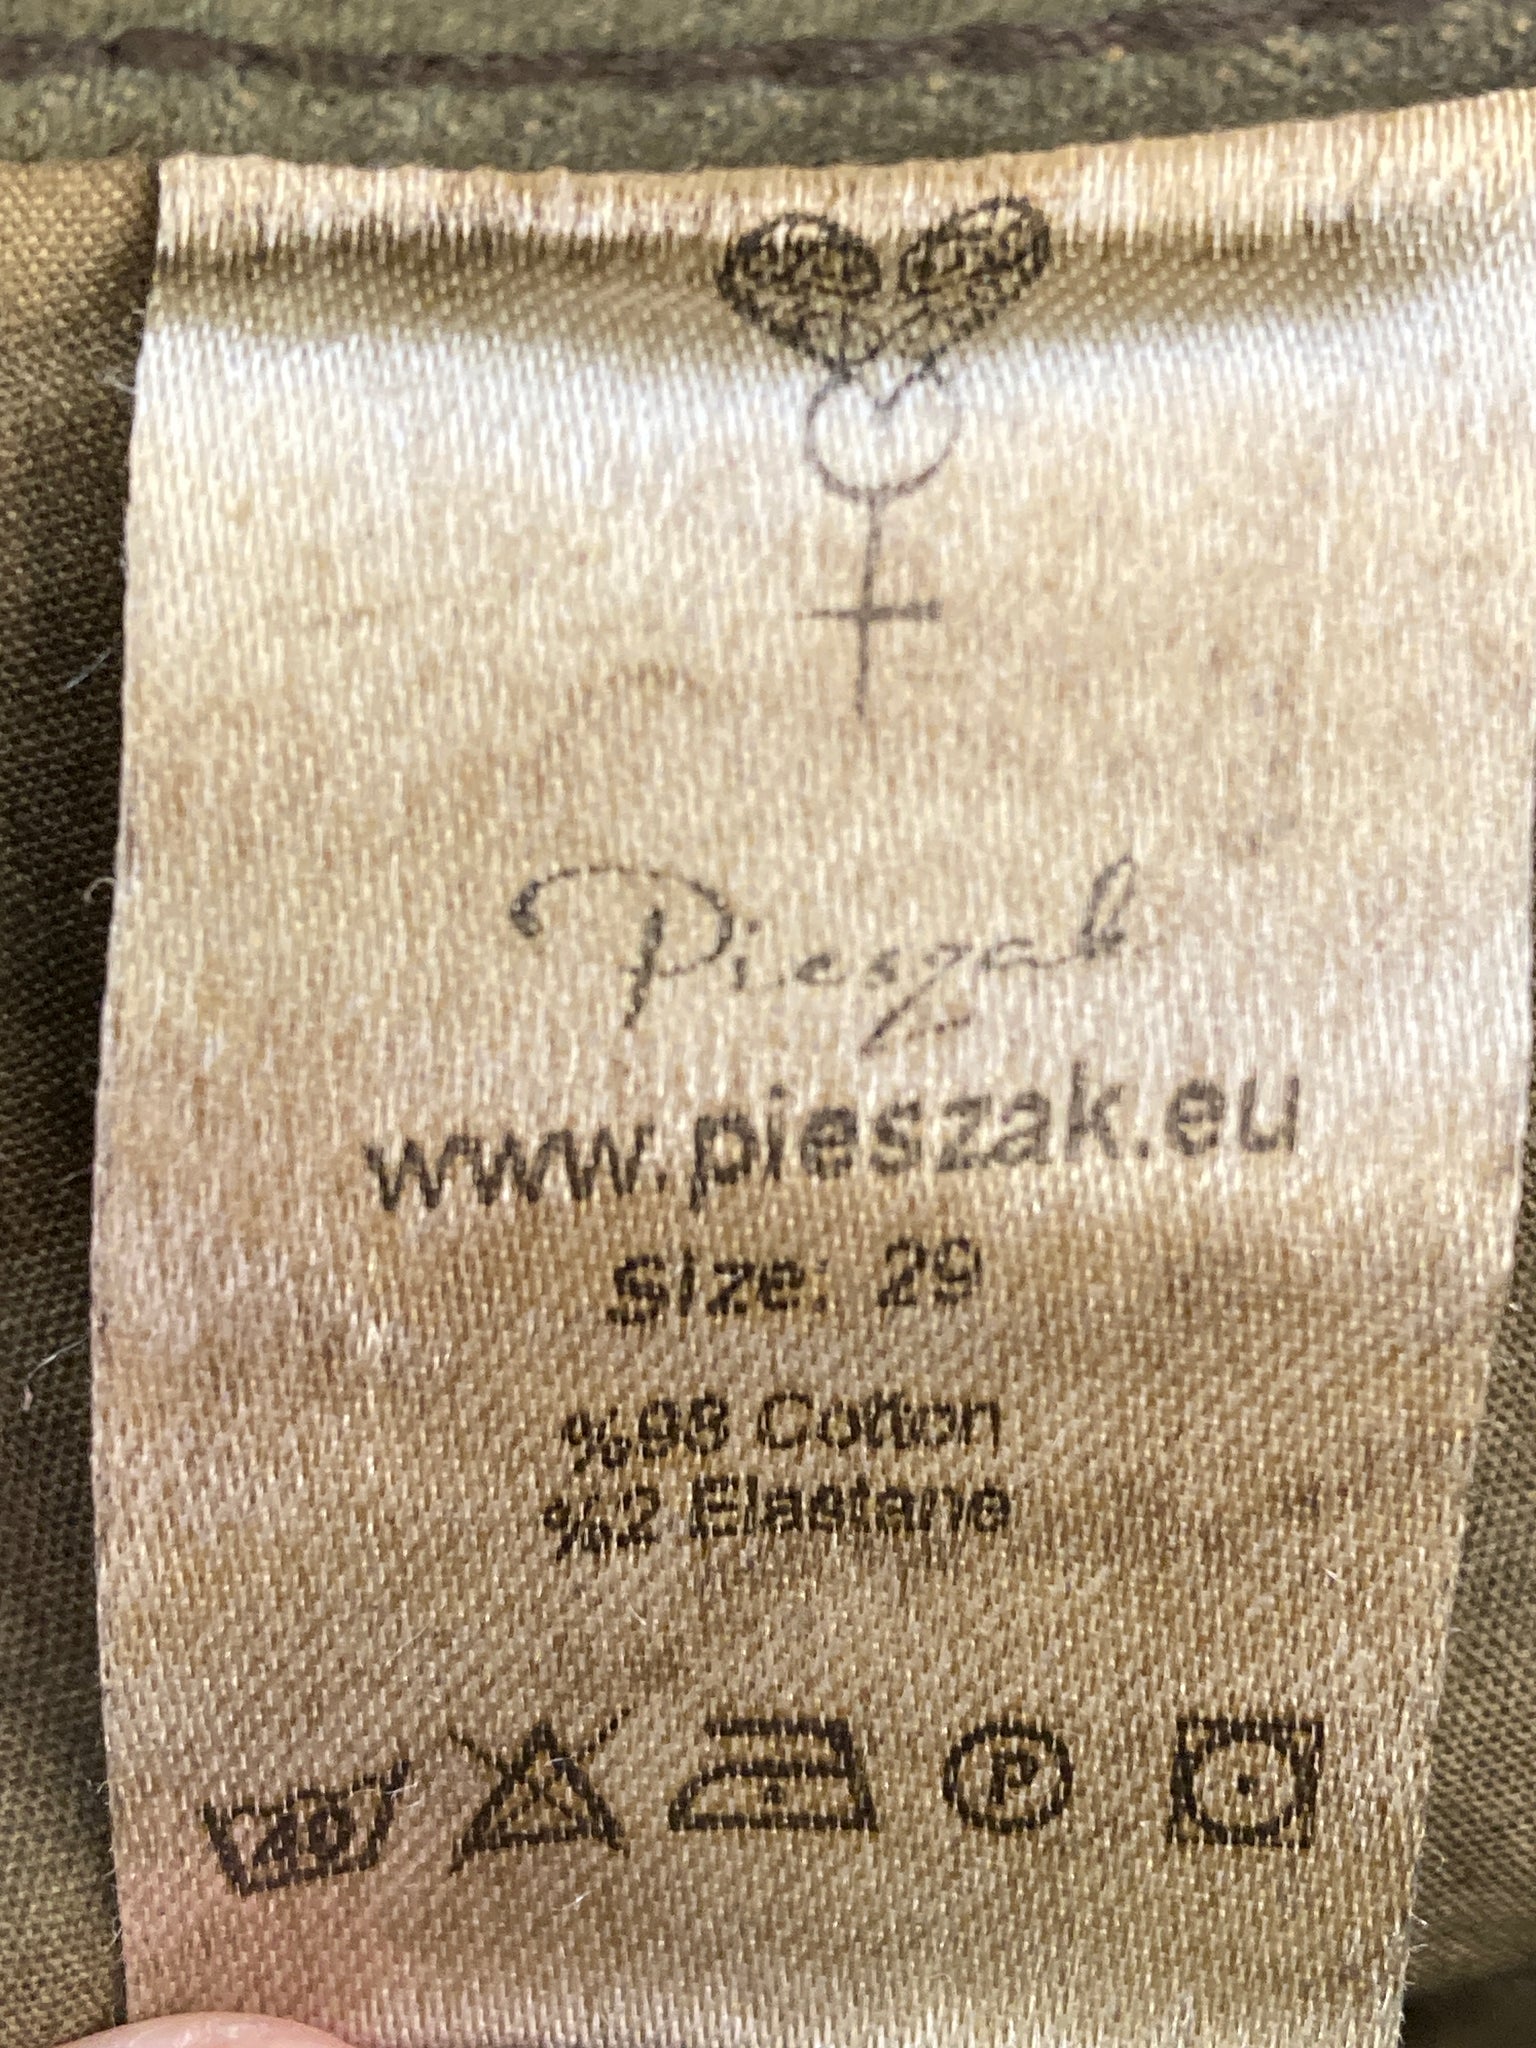 Pieszak
www.pieszak.eu
Size: 29
%98 Cotton
%2 Elastane
40
P